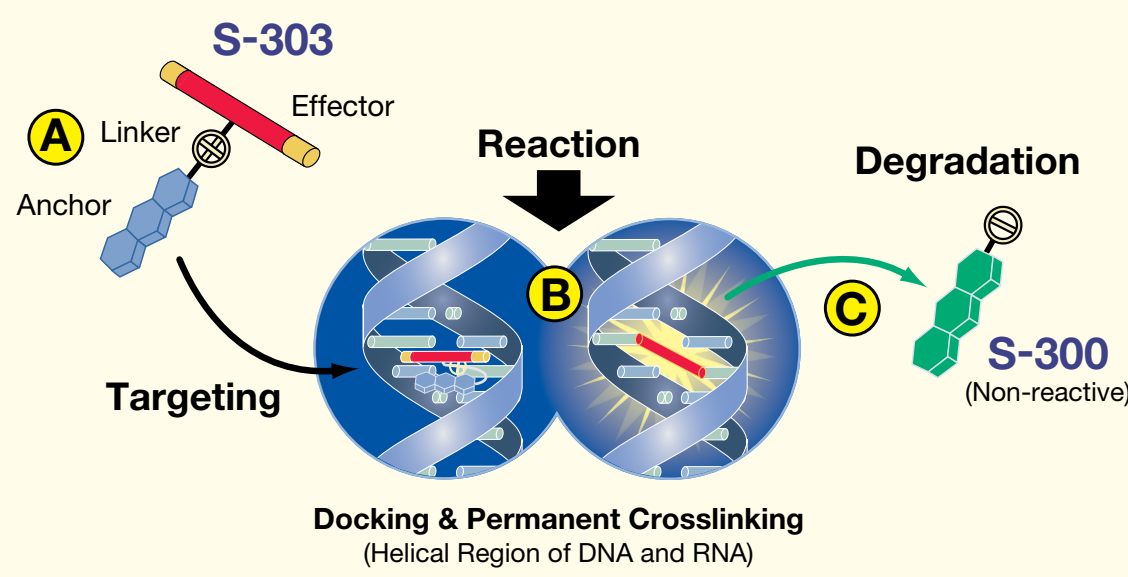 S-303
Effector
A
Linker
Anchor
Reaction
Degradation
B
C
Targeting
S-300
(Non-reactive)
Docking & Permanent Crosslinking
(Helical Region of DNA and RNA)